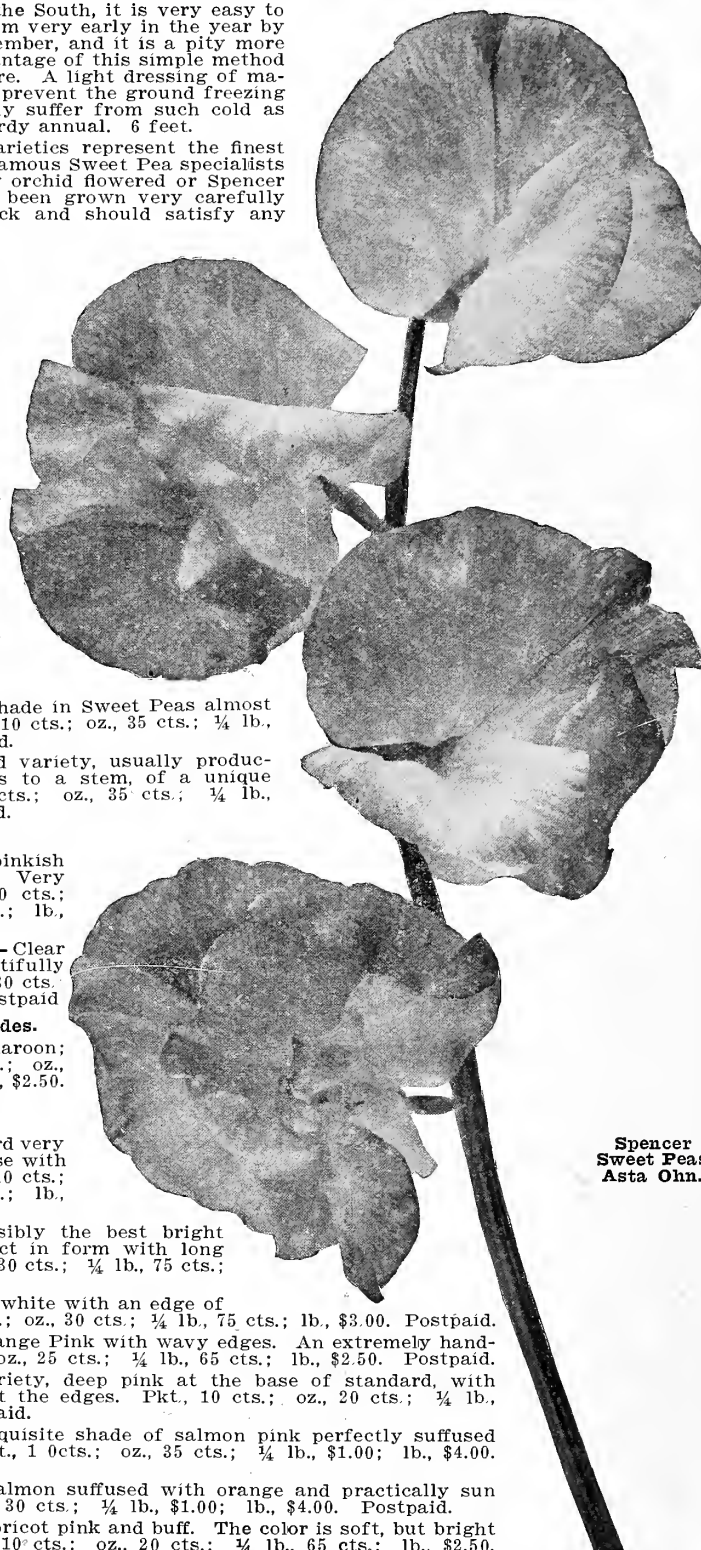 the South, it is very easy to
m very early in the year by
ember, and it is a pity more
antage of this simple method
re. A light dressing of ma-
prevent the ground freezing
ly suffer from such cold as
rdy annual. 6 feet.
arietics represent the finest
amous Sweet Pea specialists
orchid flowered or Spencer
been grown very carefully
ck and should satisfy any
hade in Sweet Peas almost
10 cts.; oz., 35 cts.; ¼ lb.,
d.
d variety, usually produc-
s to a stem, of a unique
cts.; oz., 35 cts.; ¼ lb.,
d.
pinkish
Very
0 cts.;
.; lb.,
— Clear
tifully
30 cts.
stpaid
des.
aroon;
.; oz.,
, $2.50.
rd very
se with
10 cts.;
.; lb.,
Spencer
Sweet Peas
Asta Ohn.
sibly the best bright
ct in form with long
30 cts.; ¼ lb., 75 cts.;
white with an edge of
.; oz., 30 cts.; ¼ lb., 75 cts.; lb., $3.00. Postpaid.
ange Pink with wavy edges. An extremely hand-
oz., 25 cts.; ¼ lb., 65 cts.; lb., $2.50. Postpaid.
riety, deep pink at the base of standard, with
t the edges. Pkt., 10 cts.; oz., 20 cts.; ¼ lb.,
aid.
quisite shade of salmon pink perfectly suffused
t., 1 0cts.; oz., 35 cts.; ¼ lb., $1.00; lb., $4.00.
almon suffused with orange and practically sun
30 cts.; ¼ lb., $1.00; lb., $4.00. Postpaid.
pricot pink and buff. The color is soft, but bright
10 cts.; oz., 20 cts.; ¼ lb., 65 cts.; lb., $2.50.